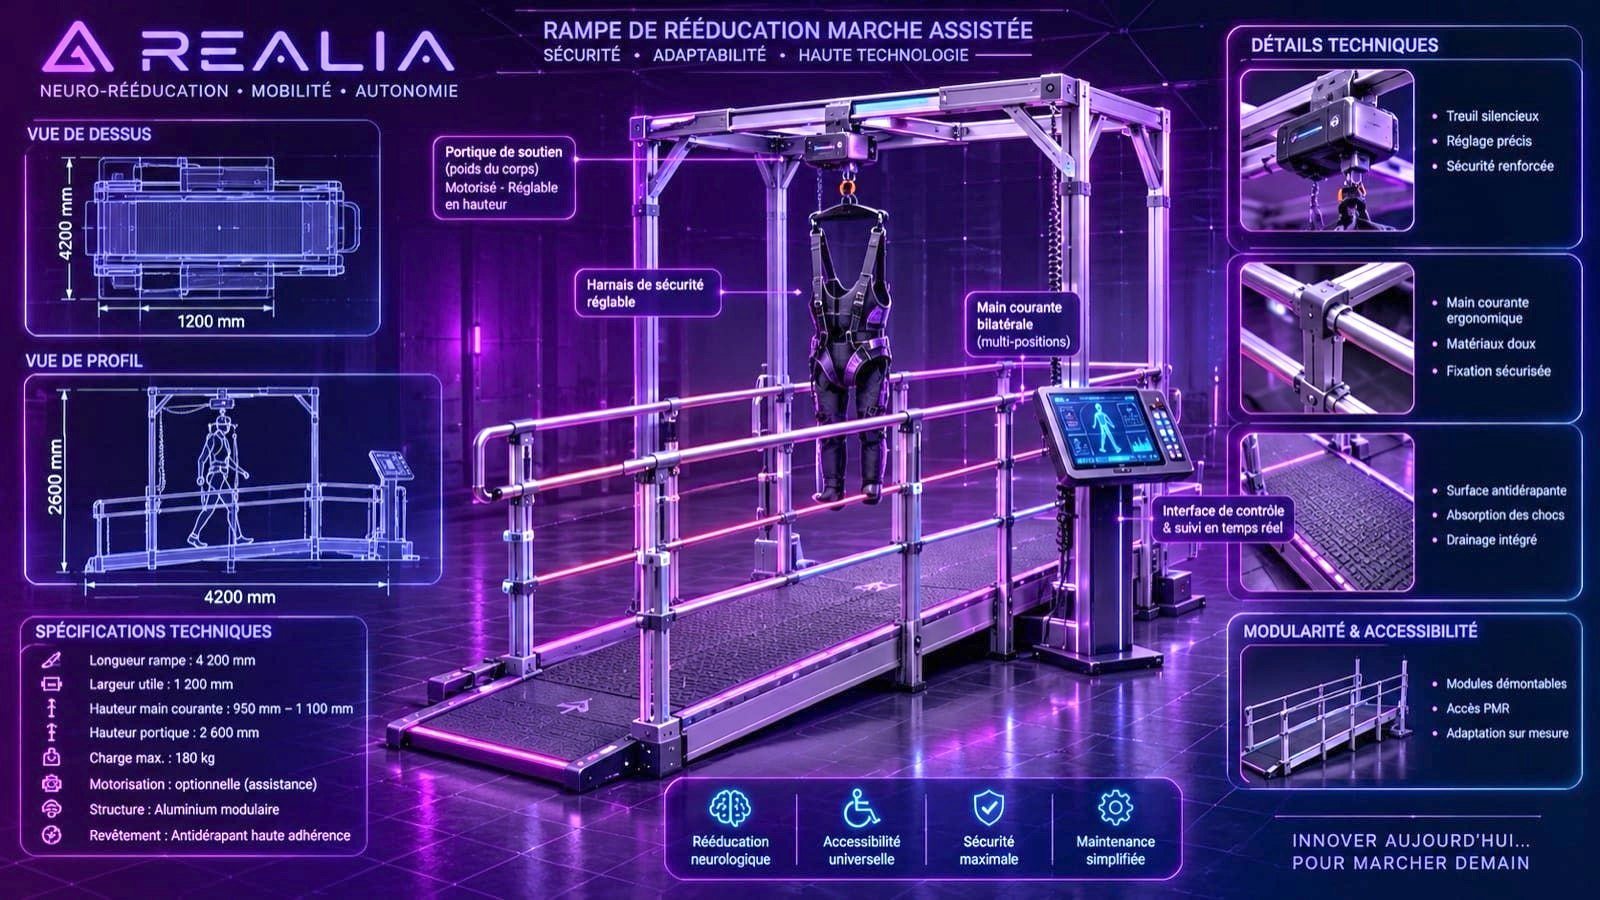 REALIA
NEURO-RÉÉDUCATION • MOBILITÉ • AUTONOMIE
RAMPE DE RÉÉDUCATION MARCHE ASSISTÉE
SÉCURITÉ • ADAPTABILITÉ • HAUTE TECHNOLOGIE
VUE DE DESSUS
4200 mm
1200 mm
VUE DE PROFIL
2600 mm
4200 mm
SPÉCIFICATIONS TECHNIQUES
Longueur rampe : 4 200 mm
Largeur utile : 1 200 mm
Hauteur main courante : 950 mm – 1 100 mm
Hauteur portique : 2 600 mm
Charge max. : 180 kg
Motorisation : optionnelle (assistance)
Structure : Aluminium modulaire
Revêtement : Antidérapant haute adhérence
Portique de soutien
(poids du corps)
Motorisé - Réglable
en hauteur
Harnais de sécurité
réglable
Main courante
bilatérale
(multi-positions)
Interface de contrôle
& suivi en temps réel
Rééducation
neurologique
Accessibilité
universelle
Sécurité
maximale
Maintenance
simplifiée
DÉTAILS TECHNIQUES
• Treuil silencieux
• Réglage précis
• Sécurité renforcée
• Main courante
ergonomique
• Matériaux doux
• Fixation sécurisée
• Surface antidérapante
• Absorption des chocs
• Drainage intégré
MODULARITÉ & ACCESSIBILITÉ
• Modules démontables
• Accès PMR
• Adaptation sur mesure
INNOVER AUJOURD'HUI...
POUR MARCHER DEMAIN